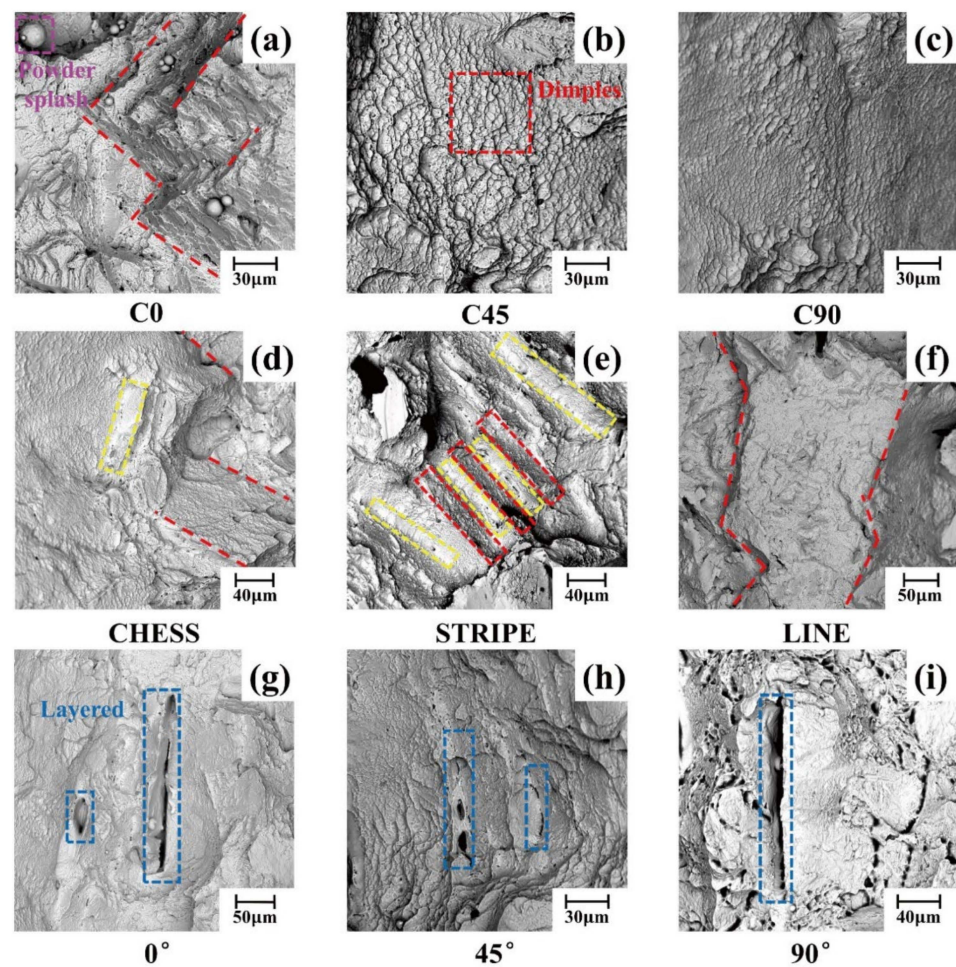 (a)
(b)
(c)
Powder
splash
Dimples
30μm
30μm
30μm
C0
C45
C90
(d)
(e)
(f)
40μm
40μm
50μm
CHESS
STRIPE
LINE
(g)
(h)
(i)
Layered
50μm
30μm
40μm
0°
45°
90°